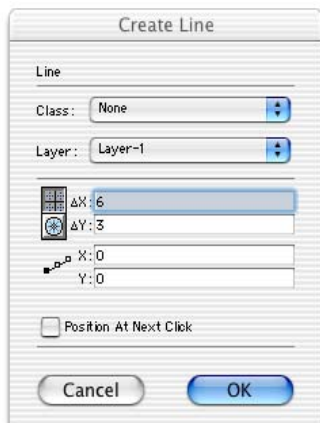 Create Line
Line
Class: None
Layer: Layer-1
ΔX: 6
ΔY: 3
X: 0
Y: 0
Position At Next Click
Cancel OK